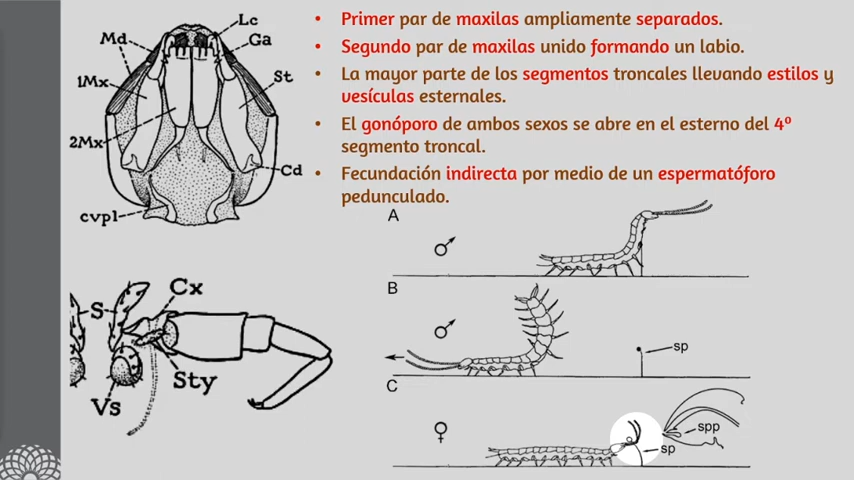 Primer par de maxilas ampliamente separados.
Segundo par de maxilas unido formando un labio.
La mayor parte de los segmentos troncales llevando estilos y
vesículas esternales.
El gonóporo de ambos sexos se abre en el esterno del 4º
segmento troncal.
Fecundación indirecta por medio de un espermatóforo
pedunculado.
Lc
Md
Ga
1Mx
St
2Mx
Cd
cvpl
Cx
S
Sty
Vs
A
♂
B
♂
sp
C
♀
spp
sp